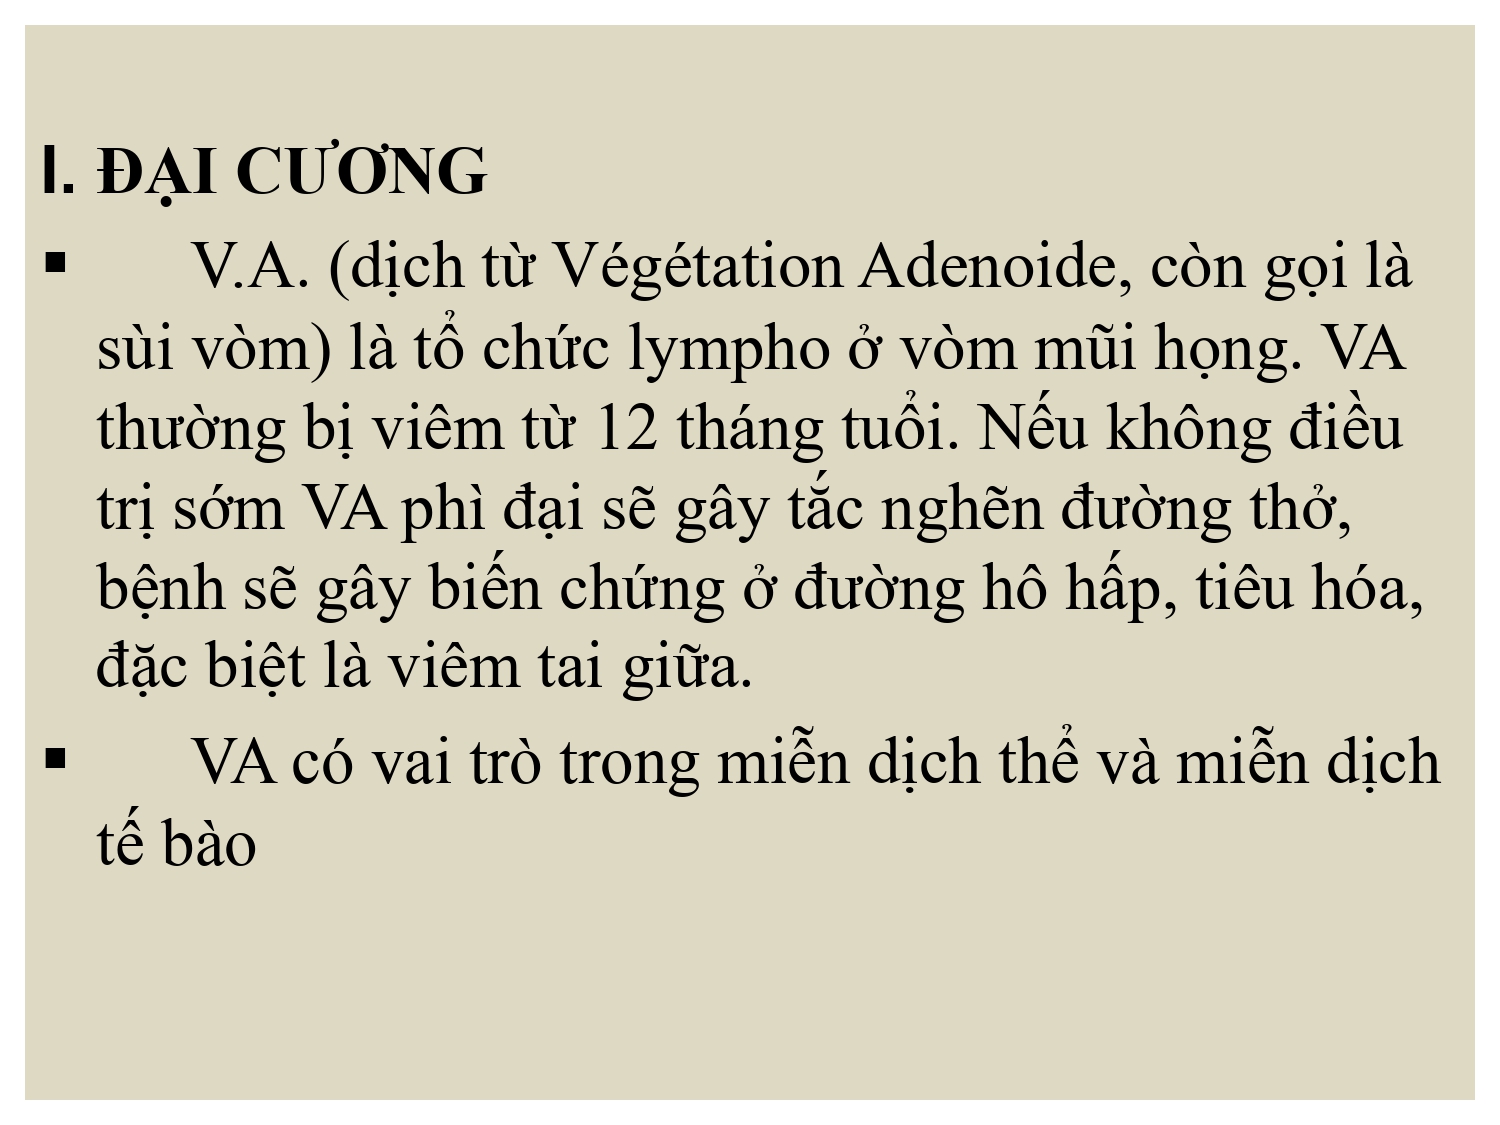 I. ĐẠI CƯƠNG
▪ V.A. (dịch từ Végétation Adenoide, còn gọi là
sùi vòm) là tổ chức lympho ở vòm mũi họng. VA
thường bị viêm từ 12 tháng tuổi. Nếu không điều
trị sớm VA phì đại sẽ gây tắc nghẽn đường thở,
bệnh sẽ gây biến chứng ở đường hô hấp, tiêu hóa,
đặc biệt là viêm tai giữa.
▪ VA có vai trò trong miễn dịch thể và miễn dịch
tế bào